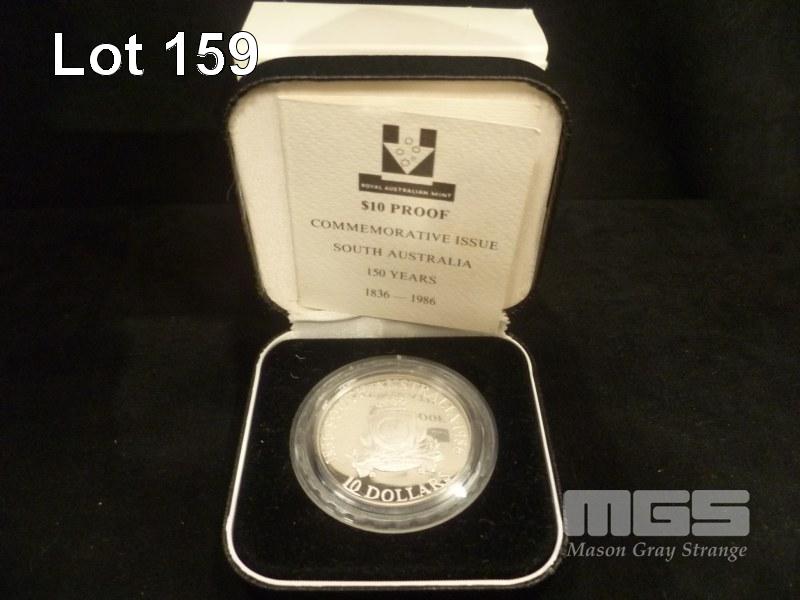 Lot 159
ROYAL AUSTRALIAN MINT
$10 PROOF
COMMEMORATIVE ISSUE
SOUTH AUSTRALIA
150 YEARS
1836 — 1986
10 DOLLARS
MGS
Mason Gray Strange